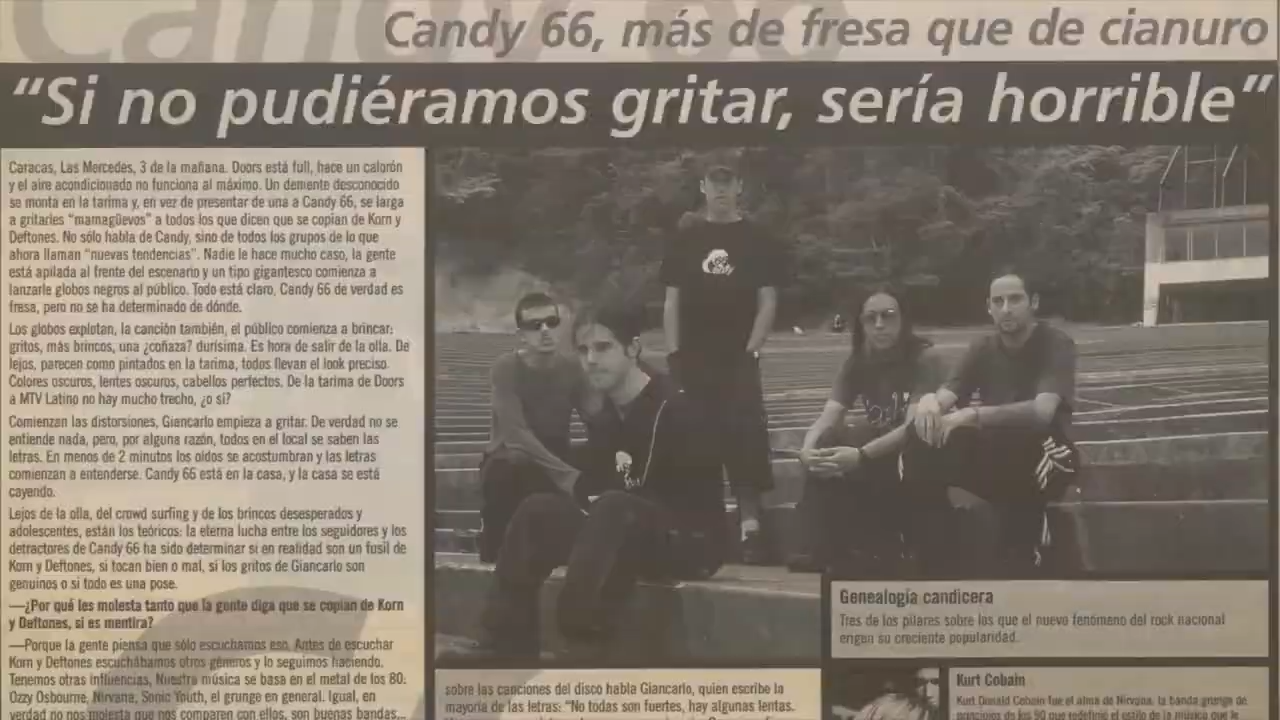 Candy 66, más de fresa que de cianuro
“Si no pudiéramos gritar, sería horrible”
Caracas, Las Mercedes, 3 de la mañana. Doors está full, hace un calorón
y el aire acondicionado no funciona al máximo. Un demente desconocido
se monta en la tarima y, en vez de presentar de una a Candy 66, se larga
a gritarles “mamagüevos” a todos los que dicen que se copian de Korn y
Deftones. No sólo habla de Candy, sino de todos los grupos de lo que
ahora llaman “nuevas tendencias”. Nadie le hace mucho caso, la gente
está apilada al frente del escenario y un tipo gigantesco comienza a
lanzarle globos negros al público. Todo está claro, Candy 66 de verdad es
fresa, pero no se ha determinado de dónde.
Los globos explotan, la canción también, el público comienza a brincar:
gritos, más brincos, una ¿coñaza? durísima. Es hora de salir de la olla. De
lejos, parecen como pintados en la tarima, todos llevan el look preciso.
Colores oscuros, lentes oscuros, cabellos perfectos. De la tarima de Doors
a MTV Latino no hay mucho trecho, ¿o sí?
Comienzan las distorsiones, Giancarlo empieza a gritar. De verdad no se
entiende nada, pero, por alguna razón, todos en el local se saben las
letras. En menos de 2 minutos los oídos se acostumbran y las letras
comienzan a entenderse. Candy 66 está en la casa, y la casa se está
cayendo.
Lejos de la olla, del crowd surfing y de los brincos desesperados y
adolescentes, están los teóricos: la eterna lucha entre los seguidores y los
detractores de Candy 66 ha sido determinar si en realidad son un fusil de
Korn y Deftones, si tocan bien o mal, si los gritos de Giancarlo son
genuinos o si todo es una pose.
—¿Por qué les molesta tanto que la gente diga que se copian de Korn
y Deftones, si es mentira?
—Porque la gente piensa que sólo escuchamos eso. Antes de escuchar
Korn y Deftones escuchábamos otros géneros y lo seguimos haciendo.
Tenemos otras influencias, Nuestra música se basa en el metal de los 80:
Ozzy Osbourne, Nirvana, Sonic Youth, el grunge en general. Igual, en
verdad no nos molesta que nos comparen con ellos, son buenas bandas...
sobre las canciones del disco habla Giancarlo, quien escribe la
mayoría de las letras: “No todas son fuertes, hay algunas lentas.
Genealogía candicera
Tres de los pilares sobre los que el nuevo fenómeno del rock nacional
engan su creciente popularidad.
Kurt Cobain
Kurt Donald Cobain fue el alma de Nirvana, la banda grunge de
principios de los 90 que redefinió el estilo de la música que le